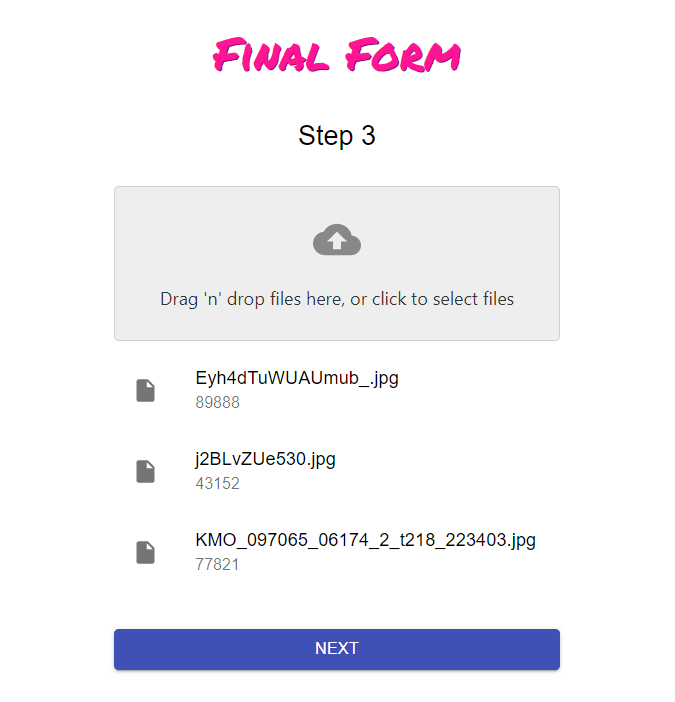 Final Form
Step 3
Drag 'n' drop files here, or click to select files
Eyh4dTuWUAUmub_.jpg
89888
j2BLvZUe530.jpg
43152
KMO_097065_06174_2_t218_223403.jpg
77821
NEXT